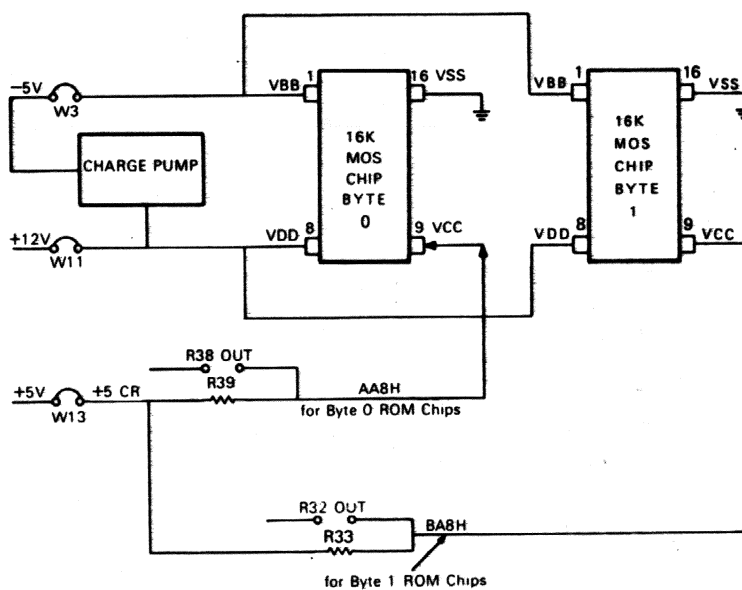 -5V
W3
VBB
1
16
VSS
VBB
1
16
VSS
CHARGE PUMP
16K
MOS
CHIP
BYTE
0
16K
MOS
CHIP
BYTE
1
+12V
W11
VDD
8
9
VCC
VDD
8
9
VCC
R38 OUT
R39
+5V
+5 CR
W13
AA8H
for Byte 0 ROM Chips
R32 OUT
R33
BA8H
for Byte 1 ROM Chips